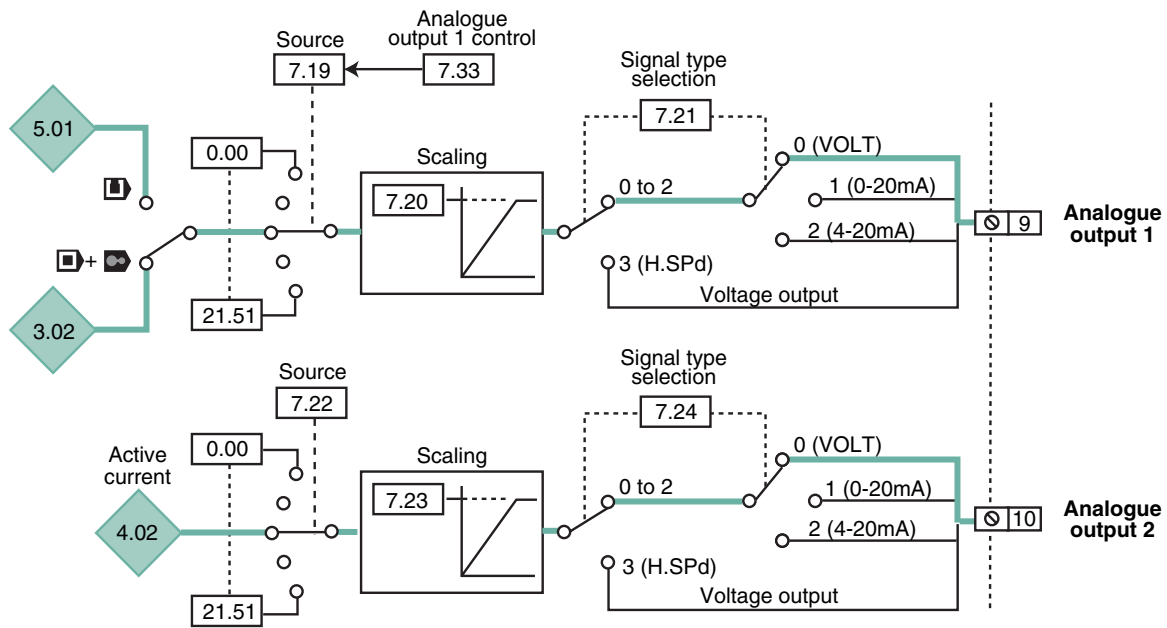 Analogue
output 1 control
Source
7.19
7.33
Signal type
selection
7.21
5.01
0.00
Scaling
7.20
0 (VOLT)
0 to 2
1 (0-20mA)
2 (4-20mA)
9
Analogue
output 1
+
3 (H.SPd)
Voltage output
3.02
21.51
Source
7.22
Signal type
selection
7.24
Active
current
4.02
0.00
Scaling
7.23
0 (VOLT)
0 to 2
1 (0-20mA)
2 (4-20mA)
10
Analogue
output 2
3 (H.SPd)
Voltage output
21.51